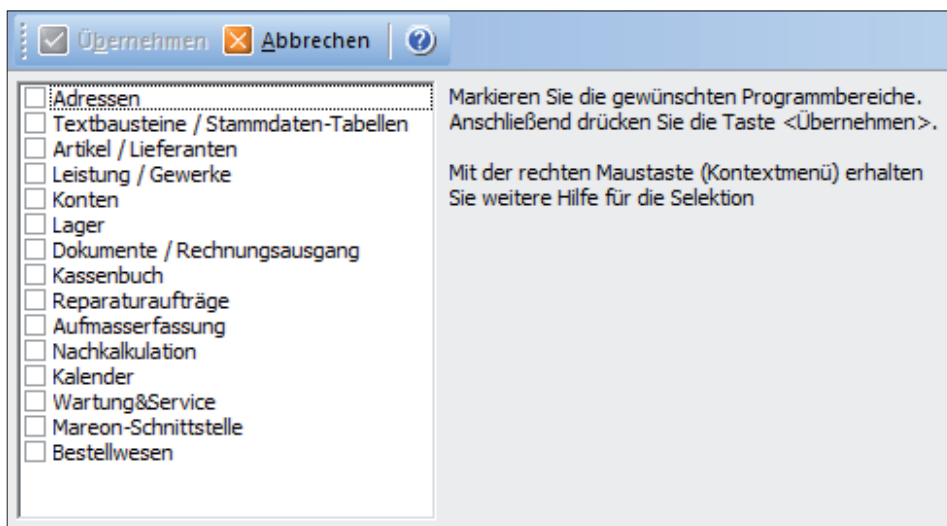 Übernehmen Abbrechen
Adressen
Textbausteine / Stammdaten-Tabellen
Artikel / Lieferanten
Leistung / Gewerke
Konten
Lager
Dokumente / Rechnungsausgang
Kassenbuch
Reparaturaufträge
Aufmasserfassung
Nachkalkulation
Kalender
Wartung&Service
Mareon-Schnittstelle
Bestellwesen
Markieren Sie die gewünschten Programmbereiche.
Anschließend drücken Sie die Taste <Übernehmen>.
Mit der rechten Maustaste (Kontextmenü) erhalten
Sie weitere Hilfe für die Selektion